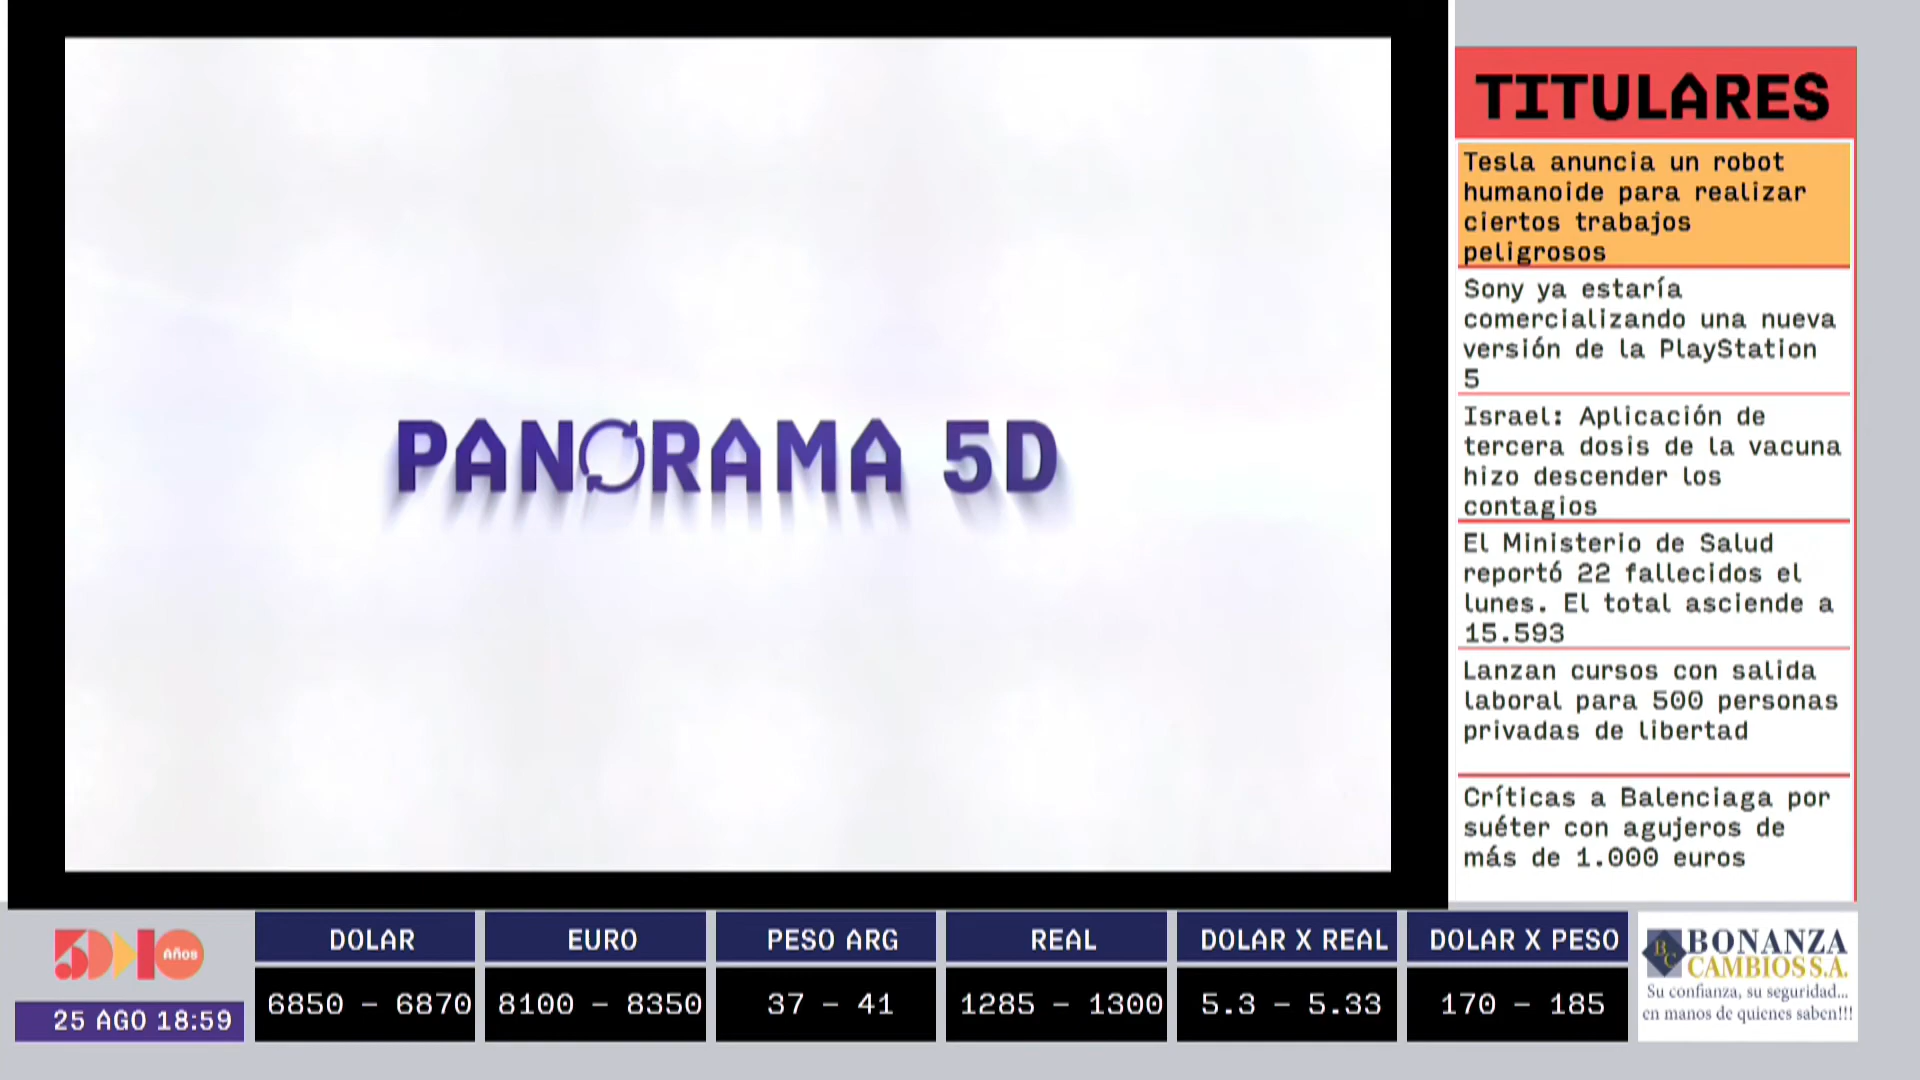 PANORAMA 5D
TITULARES
Tesla anuncia un robot
humanoide para realizar
ciertos trabajos
peligrosos
Sony ya estaría
comercializando una nueva
versión de la PlayStation
5
Israel: Aplicación de
tercera dosis de la vacuna
hizo descender los
contagios
El Ministerio de Salud
reportó 22 fallecidos el
lunes. El total asciende a
15.593
Lanzan cursos con salida
laboral para 500 personas
privadas de libertad
Críticas a Balenciaga por
suéter con agujeros de
más de 1.000 euros
5D 10 Años
25 AGO 18:59
DOLAR
6850 - 6870
EURO
8100 - 8350
PESO ARG
37 - 41
REAL
1285 - 1300
DOLAR X REAL
5.3 - 5.33
DOLAR X PESO
170 - 185
BC
BONANZA
CAMBIOS S.A.
Su confianza, su seguridad...
en manos de quienes saben!!!